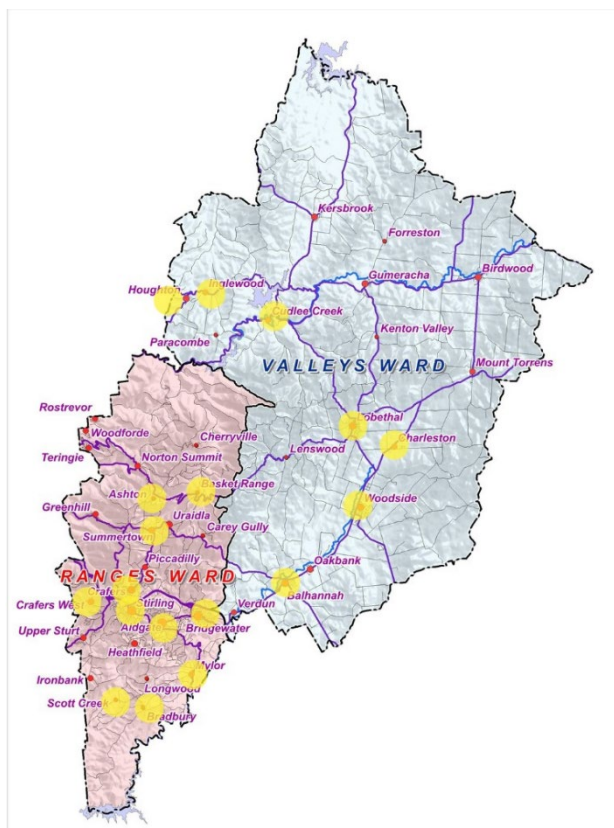 Kersbrook
Forreston
Birdwood
Gumeracha
Houghton
Inglewood
Cudlee Creek
Kenton Valley
Paracombe
VALLEYS WARD
Mount Torrens
Rostrevor
Woodforde
Cherryville
Teringie
Norton Summit
Lobethal
Charleston
Lenswood
Ashton
Basket Range
Woodside
Greenhill
Uraidla
Summertown
Carey Gully
Piccadilly
Oakbank
RANGES WARD
Balhannah
Crafers
Crafers West
Stirling
Verdun
Aldgate
Bridgewater
Upper Sturt
Heathfield
Mylor
Ironbank
Longwood
Scott Creek
Bradbury